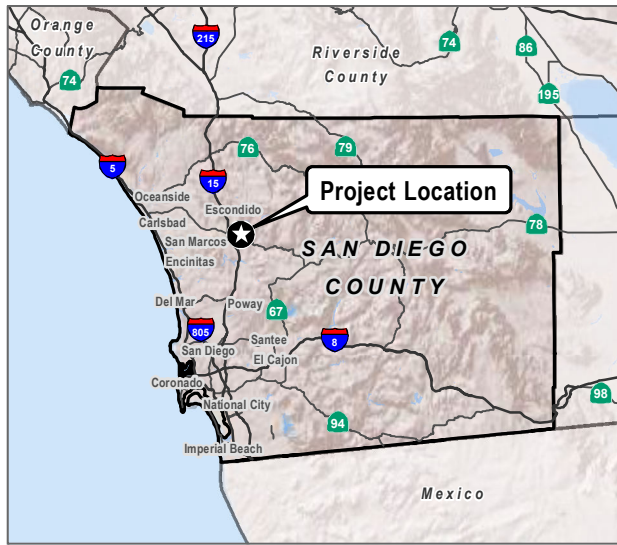 Orange
County
215
Riverside
County
74
86
74
195
76
79
5
15
Project Location
Oceanside
Escondido
Carlsbad
78
San Marcos
SAN DIEGO
Encinitas
COUNTY
Del Mar
Poway
67
805
Santee
8
San Diego
El Cajon
Coronado
98
National City
94
Imperial Beach
Mexico